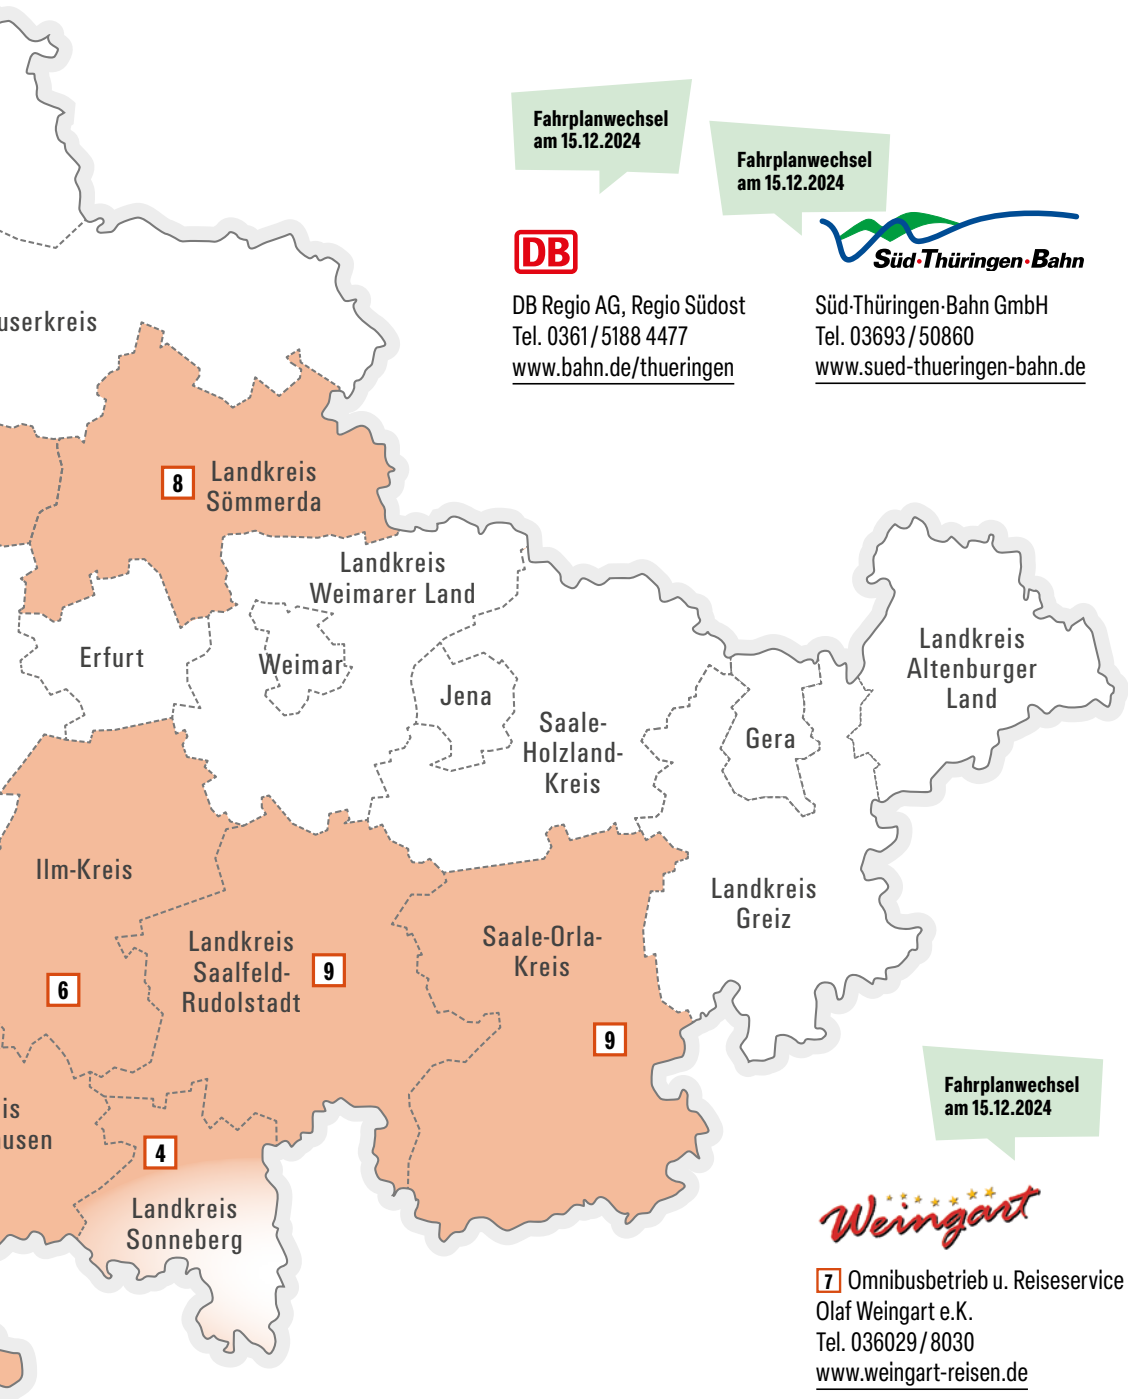 Fahrplanwechsel
am 15.12.2024
Fahrplanwechsel
am 15.12.2024
DB
Süd·Thüringen·Bahn
DB Regio AG, Regio Südost
Tel. 0361/5188 4477
www.bahn.de/thueringen
Süd·Thüringen·Bahn GmbH
Tel. 03693/50860
www.sued-thueringen-bahn.de
userkreis
8
Landkreis
Sömmerda
Landkreis
Weimarer Land
Erfurt
Weimar
Jena
Saale-
Holzland-
Kreis
Gera
Landkreis
Altenburger
Land
Ilm-Kreis
6
Landkreis
Saalfeld-
Rudolstadt
9
Saale-Orla-
Kreis
9
Landkreis
Greiz
is
ausen
4
Landkreis
Sonneberg
Fahrplanwechsel
am 15.12.2024
Weingart
7 Omnibusbetrieb u. Reiseservice
Olaf Weingart e.K.
Tel. 036029/8030
www.weingart-reisen.de